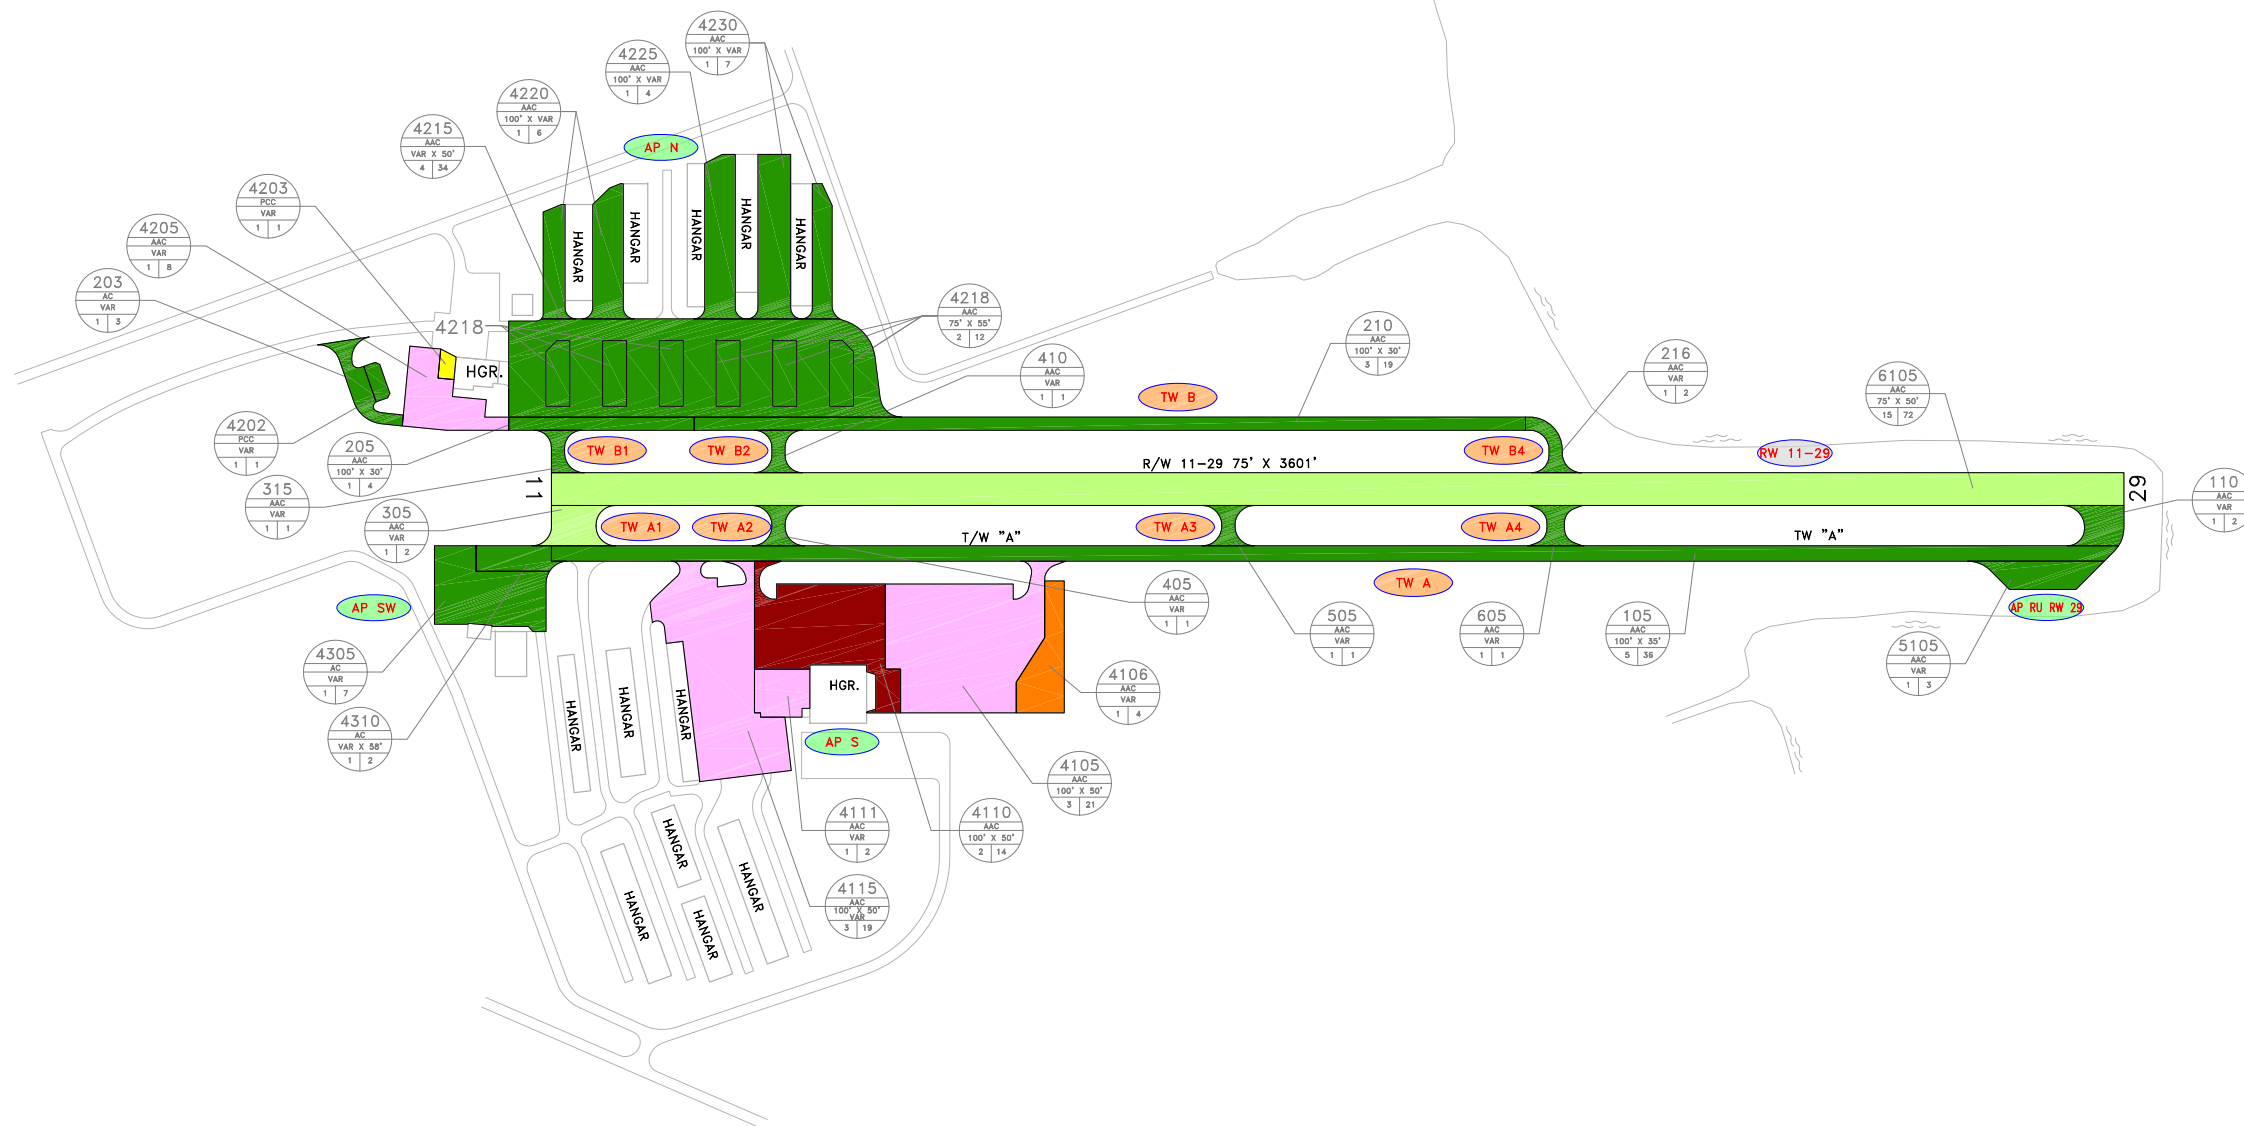 4230
AAC
100' X VAR
1 7
4225
AAC
100' X VAR
1 4
4220
AAC
100' X VAR
1 6
4215
AAC
VAR X 50'
4 34
AP N
4203
PCC
VAR
1 1
4205
AAC
VAR
1 8
203
AC
VAR
1 3
HANGAR
HANGAR
HANGAR
HANGAR
HANGAR
4218
4218
AAC
75' X 55'
2 12
210
AAC
100' X 30'
3 19
410
AAC
VAR
1 1
216
AAC
VAR
1 2
6105
AAC
75' X 50'
15 72
HGR.
TW B
4202
PCC
VAR
1 1
205
AAC
100' X 30'
1 4
TW B1
TW B2
TW B4
RW 11-29
R/W 11-29 75' X 3601'
315
AAC
VAR
1 1
11
29
110
AAC
VAR
1 2
305
AAC
VAR
1 2
TW A1
TW A2
T/W "A"
TW A3
TW A4
TW "A"
TW A
AP SW
405
AAC
VAR
1 1
505
AAC
VAR
1 1
605
AAC
VAR
1 1
105
AAC
100' X 35'
5 36
AP RU RW 29
5105
AAC
VAR
1 3
4305
AC
VAR
1 7
4310
AC
VAR X 58'
1 2
HANGAR
HANGAR
HANGAR
HGR.
4106
AAC
VAR
1 4
AP S
4105
AAC
100' X 50'
3 21
4111
AAC
VAR
1 2
4110
AAC
100' X 50'
2 14
4115
AAC
100' X 50'
VAR
3 19
HANGAR
HANGAR
HANGAR
HANGAR